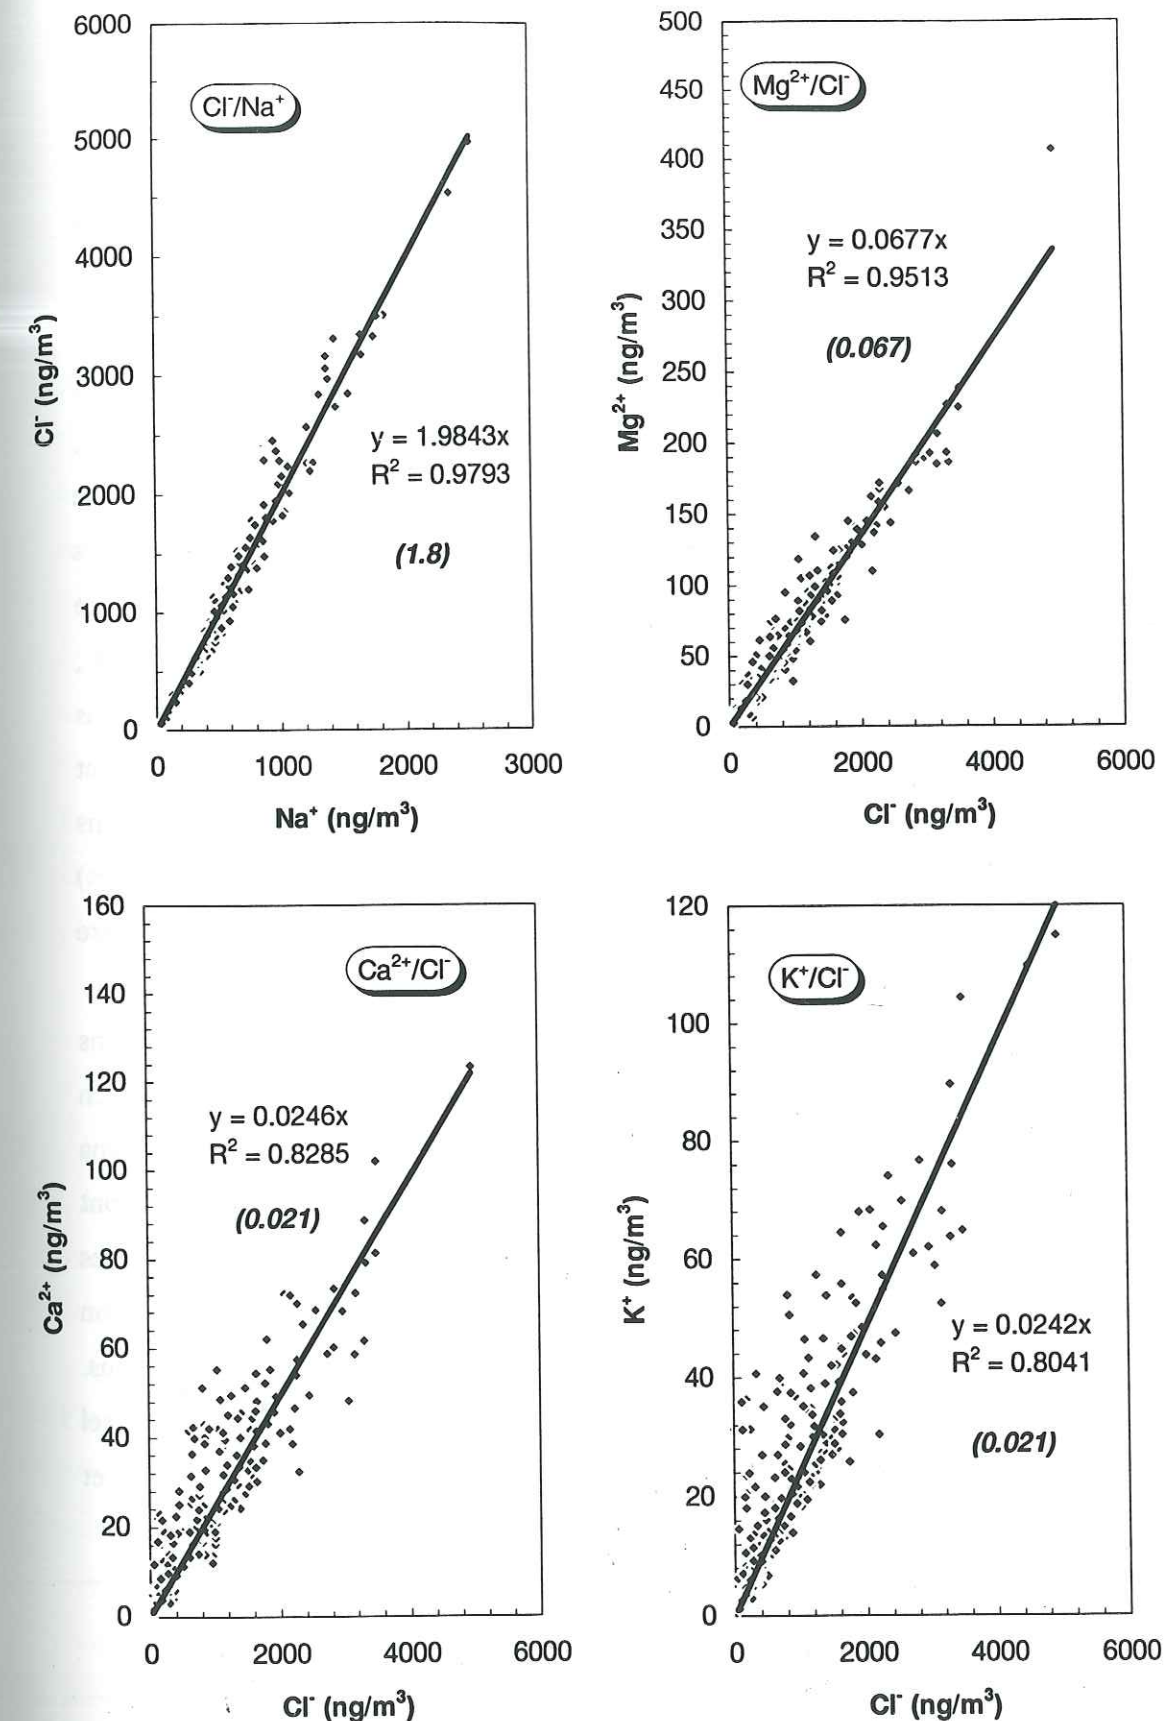 6000
5000
4000
3000
2000
1000
0
Cl⁻ (ng/m³)
Cl⁻/Na⁺
y = 1.9843x
R² = 0.9793
(1.8)
0 1000 2000 3000
Na⁺ (ng/m³)
500
450
400
350
300
250
200
150
100
50
0
Mg²⁺ (ng/m³)
Mg²⁺/Cl⁻
y = 0.0677x
R² = 0.9513
(0.067)
0 2000 4000 6000
Cl⁻ (ng/m³)
160
140
120
100
80
60
40
20
0
Ca²⁺ (ng/m³)
Ca²⁺/Cl⁻
y = 0.0246x
R² = 0.8285
(0.021)
0 2000 4000 6000
Cl⁻ (ng/m³)
120
100
80
60
40
20
0
K⁺ (ng/m³)
K⁺/Cl⁻
y = 0.0242x
R² = 0.8041
(0.021)
0 2000 4000 6000
Cl⁻ (ng/m³)